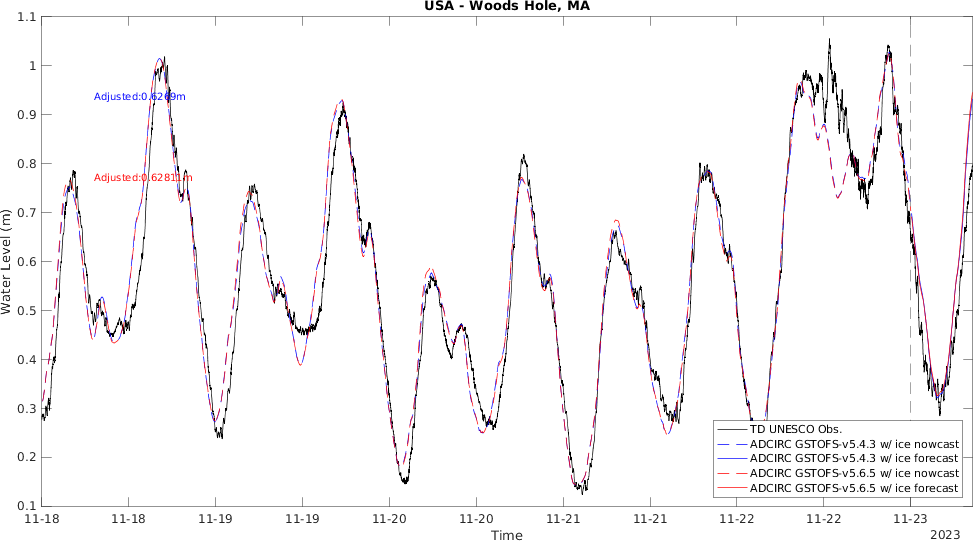 USA - Woods Hole, MA
1.1
1
0.9
0.8
0.7
0.6
0.5
0.4
0.3
0.2
0.1
Water Level (m)
Adjusted:0.6269m
Adjusted:0.62811m
TD UNESCO Obs.
ADCIRC GSTOFS-v5.4.3 w/ ice nowcast
ADCIRC GSTOFS-v5.4.3 w/ ice forecast
ADCIRC GSTOFS-v5.6.5 w/ ice nowcast
ADCIRC GSTOFS-v5.6.5 w/ ice forecast
11-18 11-18 11-19 11-19 11-20 11-20 11-21 11-21 11-22 11-22 11-23
Time
2023